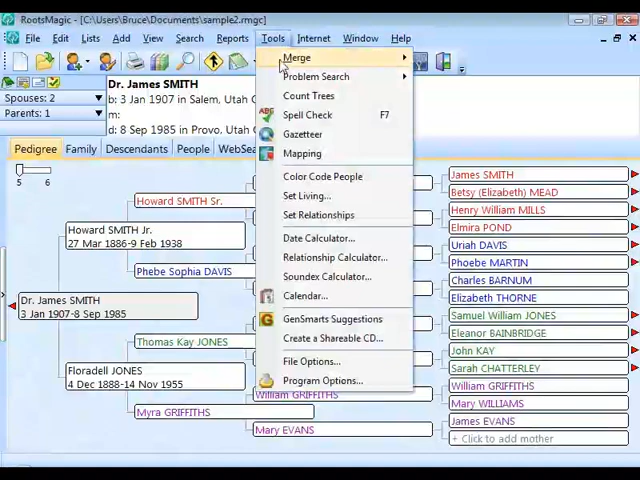 RootsMagic - [C:\Users\Bruce\Documents\sample2.rmgc]
File Edit Lists Add View Search Reports Tools Internet Window Help
Spouses: 2
Parents: 1
Dr. James SMITH
b: 3 Jan 1907 in Salem, Utah C
m:
d: 8 Sep 1985 in Provo, Utah
Pedigree Family Descendants People WebSea
5 6
Merge
Problem Search
Count Trees
Spell Check F7
Gazetteer
Mapping
Color Code People
Set Living...
Set Relationships
Date Calculator...
Relationship Calculator...
Soundex Calculator...
Calendar...
GenSmarts Suggestions
Create a Shareable CD...
File Options...
Program Options...
Dr. James SMITH
3 Jan 1907-8 Sep 1985
Howard SMITH Jr.
27 Mar 1886-9 Feb 1938
Floradell JONES
4 Dec 1888-14 Nov 1955
Howard SMITH Sr.
Phebe Sophia DAVIS
Thomas Kay JONES
Myra GRIFFITHS
William GRIFFITHS
Mary EVANS
James SMITH
Betsy (Elizabeth) MEAD
Henry William MILLS
Elmira POND
Uriah DAVIS
Phoebe MARTIN
Charles BARNUM
Elizabeth THORNE
Samuel William JONES
Eleanor BAINBRIDGE
John KAY
Sarah CHATTERLEY
William GRIFFITHS
Mary WILLIAMS
James EVANS
+ Click to add mother